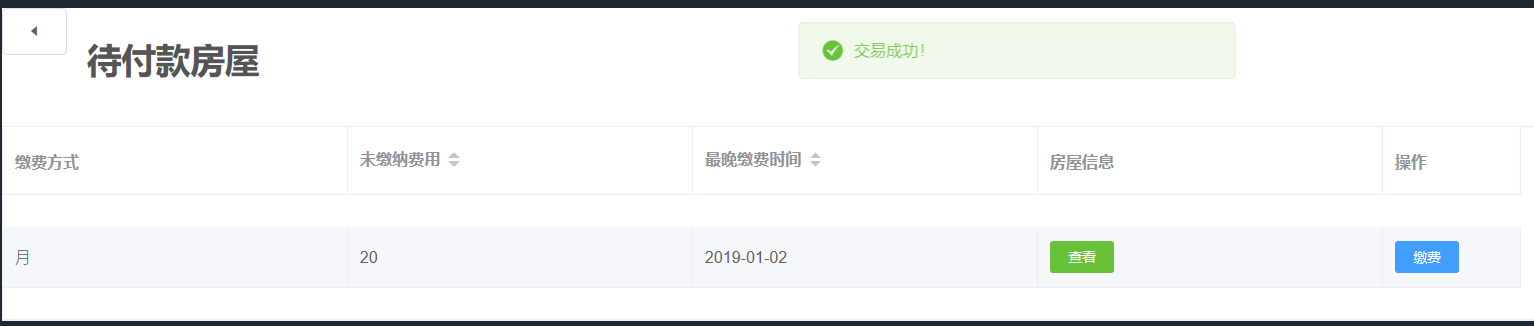 待付款房屋
交易成功!
缴费方式 未缴纳费用 最晚缴费时间 房屋信息 操作
月 20 2019-01-02 查看 缴费